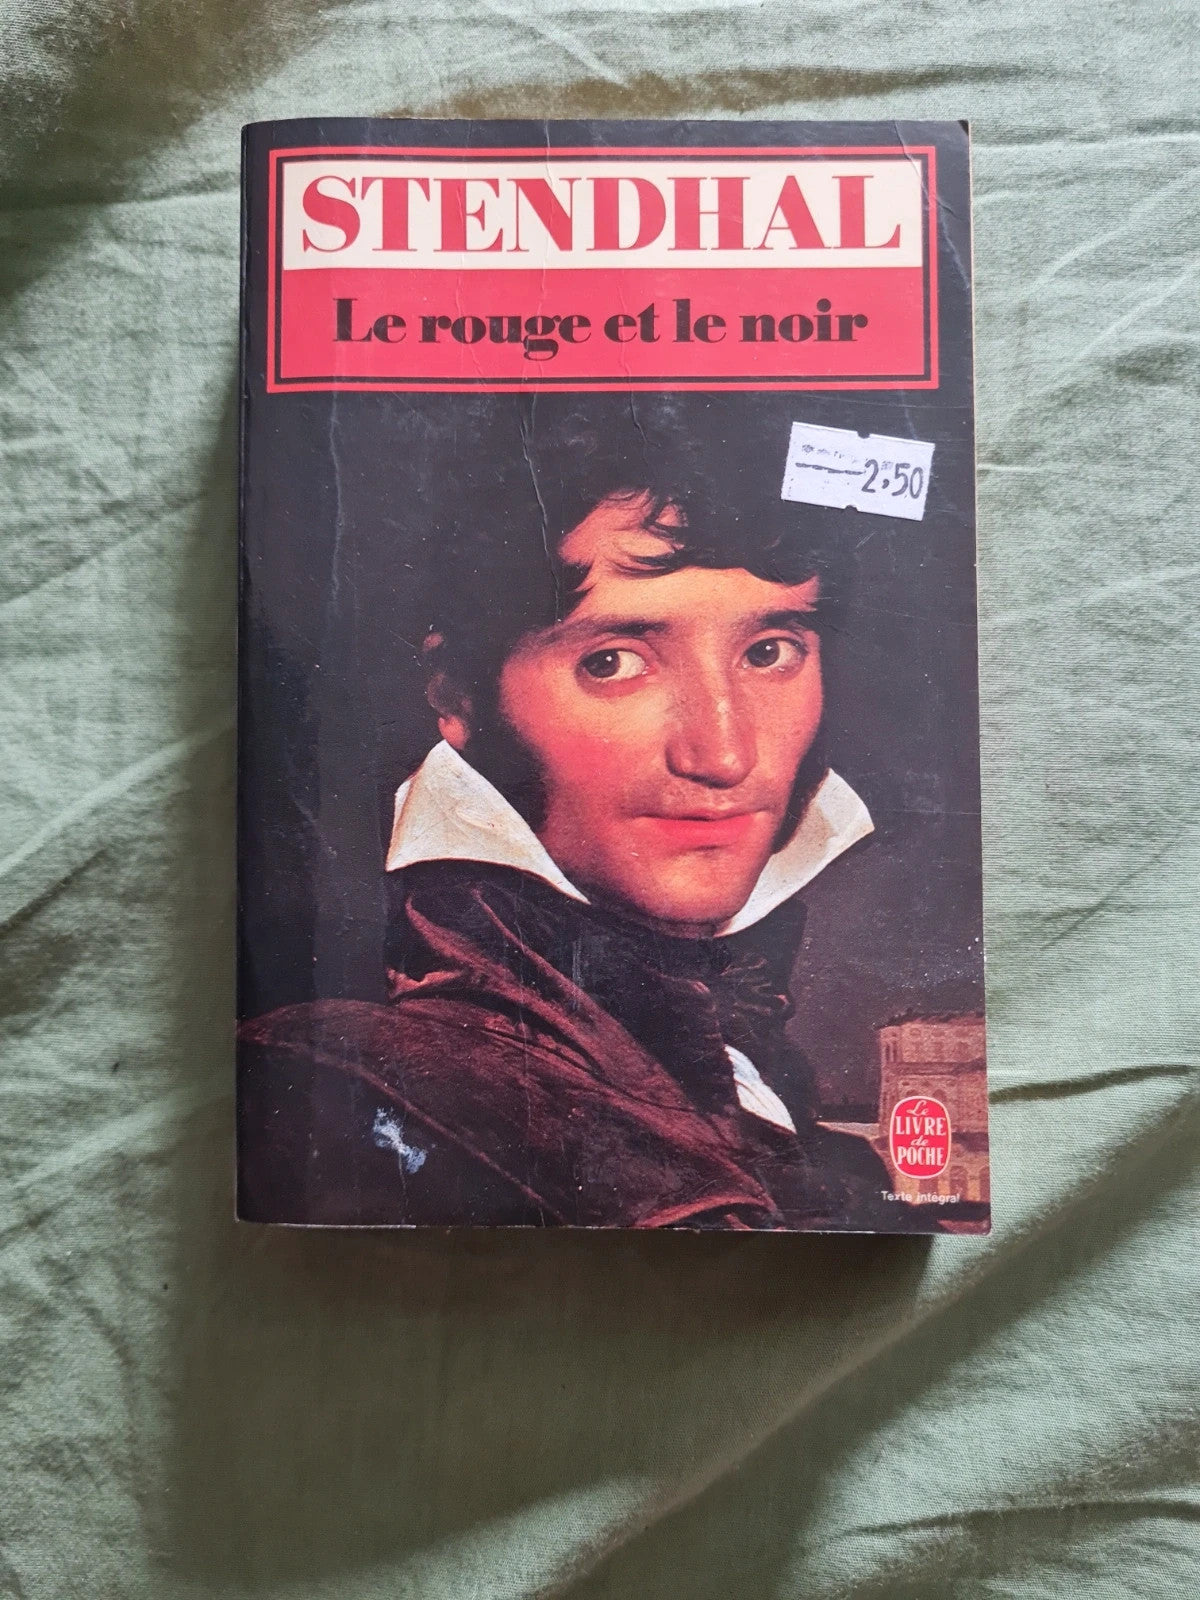 STENDHAL
Le rouge et le noir
2,50
Le
LIVRE
de
POCHE
Texte intégral